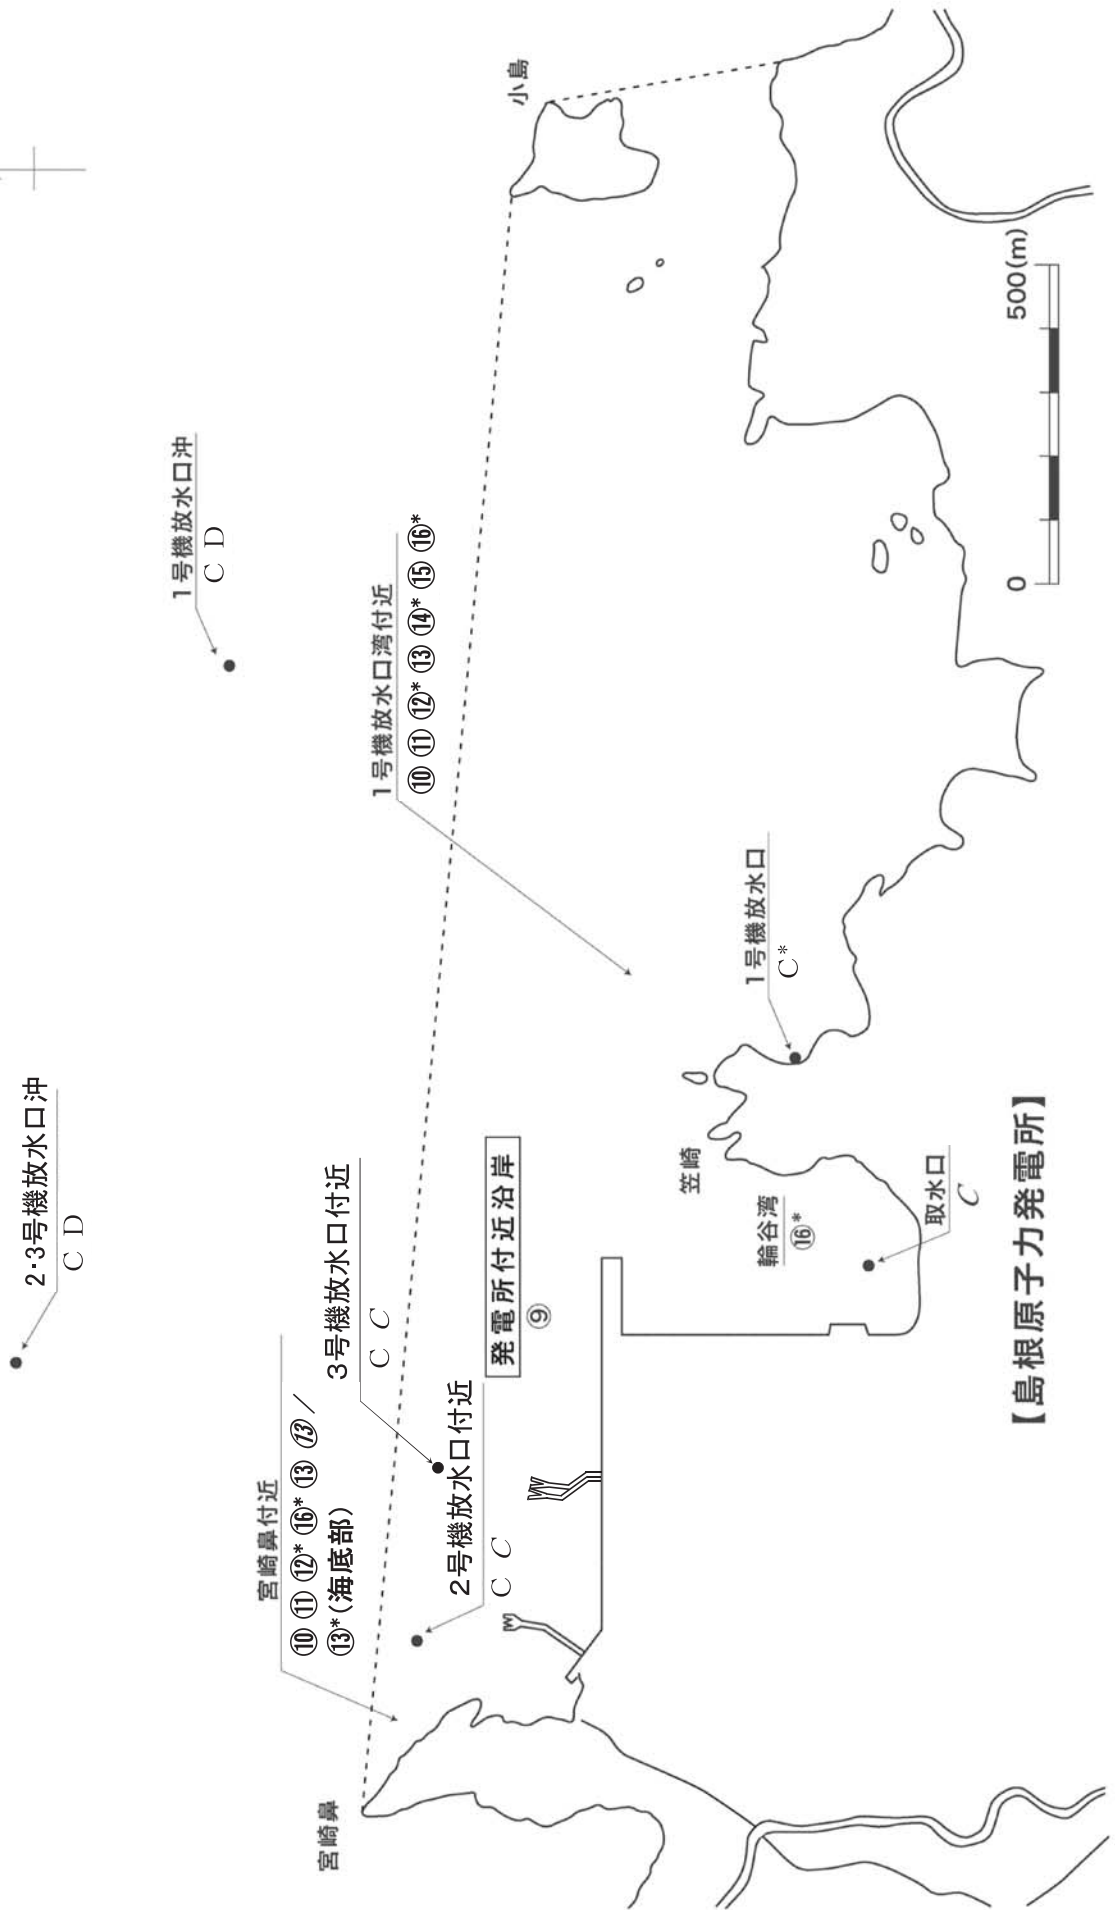 2・3号機放水口沖
C D
1号機放水口沖
C D
宮崎鼻付近
⑩ ⑪ ⑫* ⑯* ⑬ ⑬/
⑬*(海底部)
3号機放水口付近
C C
1号機放水口湾付近
⑩ ⑪ ⑫* ⑬ ⑭* ⑮ ⑯*
小島
宮崎鼻
2号機放水口付近
C C
発電所付近沿岸
⑨
笠崎
1号機放水口
C*
輪谷湾
⑯*
取水口
C
【島根原子力発電所】
0
500(m)